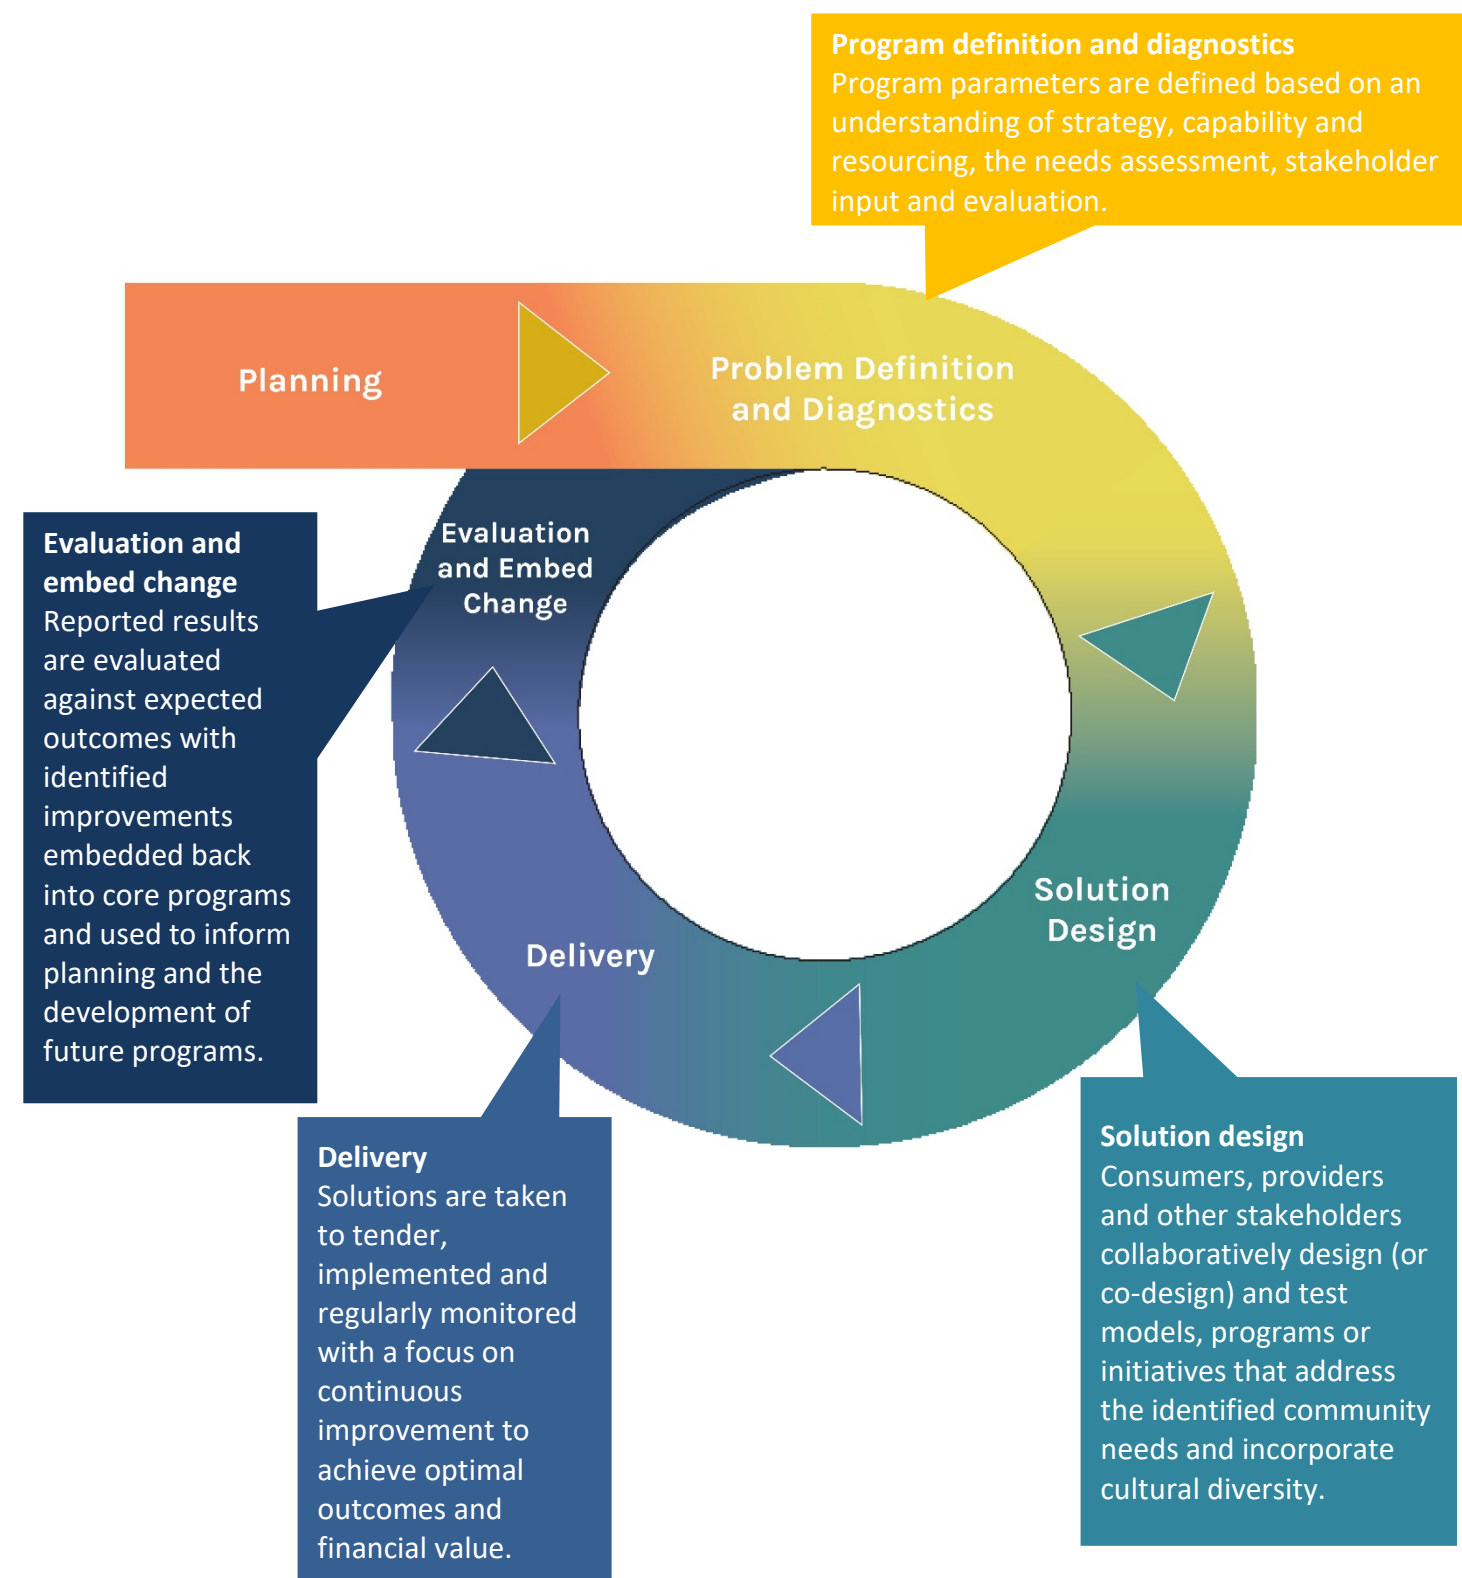 Program definition and diagnostics
Program parameters are defined based on an
understanding of strategy, capability and
resourcing, the needs assessment, stakeholder
input and evaluation.
Planning
Problem Definition
and Diagnostics
Evaluation
and Embed
Change
Evaluation and
embed change
Reported results
are evaluated
against expected
outcomes with
identified
improvements
embedded back
into core programs
and used to inform
planning and the
development of
future programs.
Solution
Design
Delivery
Delivery
Solutions are taken
to tender,
implemented and
regularly monitored
with a focus on
continuous
improvement to
achieve optimal
outcomes and
financial value.
Solution design
Consumers, providers
and other stakeholders
collaboratively design (or
co-design) and test
models, programs or
initiatives that address
the identified community
needs and incorporate
cultural diversity.